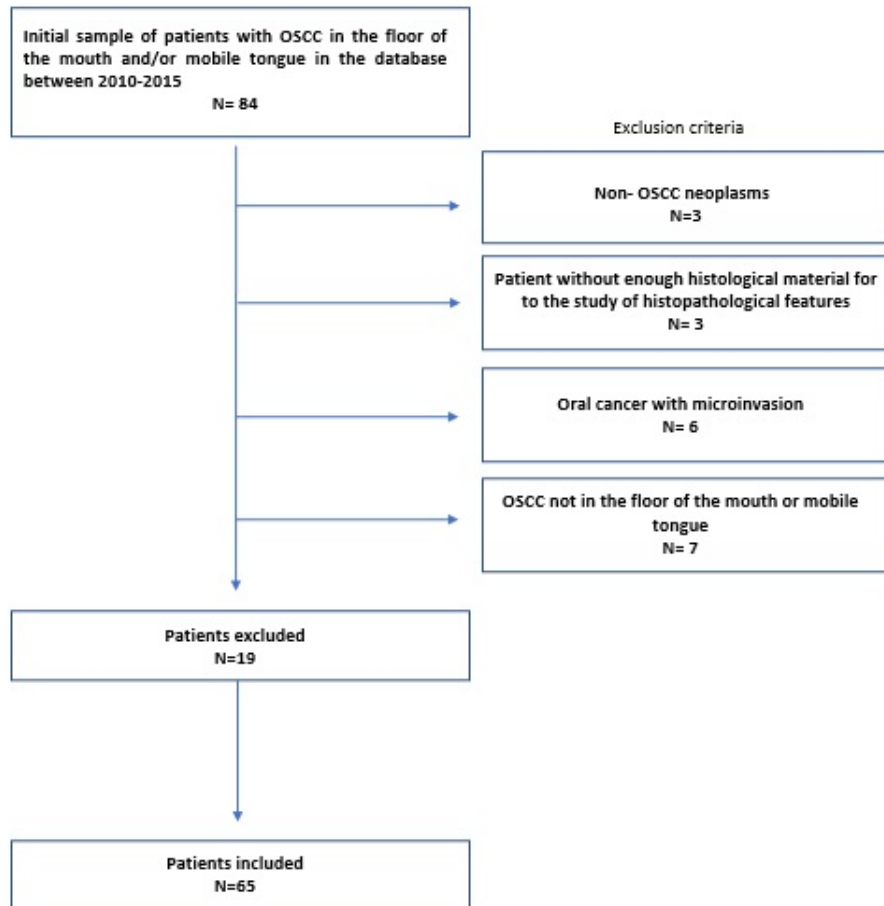 Initial sample of patients with OSCC in the floor of
the mouth and/or mobile tongue in the database
between 2010-2015
N= 84
Exclusion criteria
Non- OSCC neoplasms
N=3
Patient without enough histological material for
to the study of histopathological features
N= 3
Oral cancer with microinvasion
N= 6
OSCC not in the floor of the mouth or mobile
tongue
N= 7
Patients excluded
N=19
Patients included
N=65